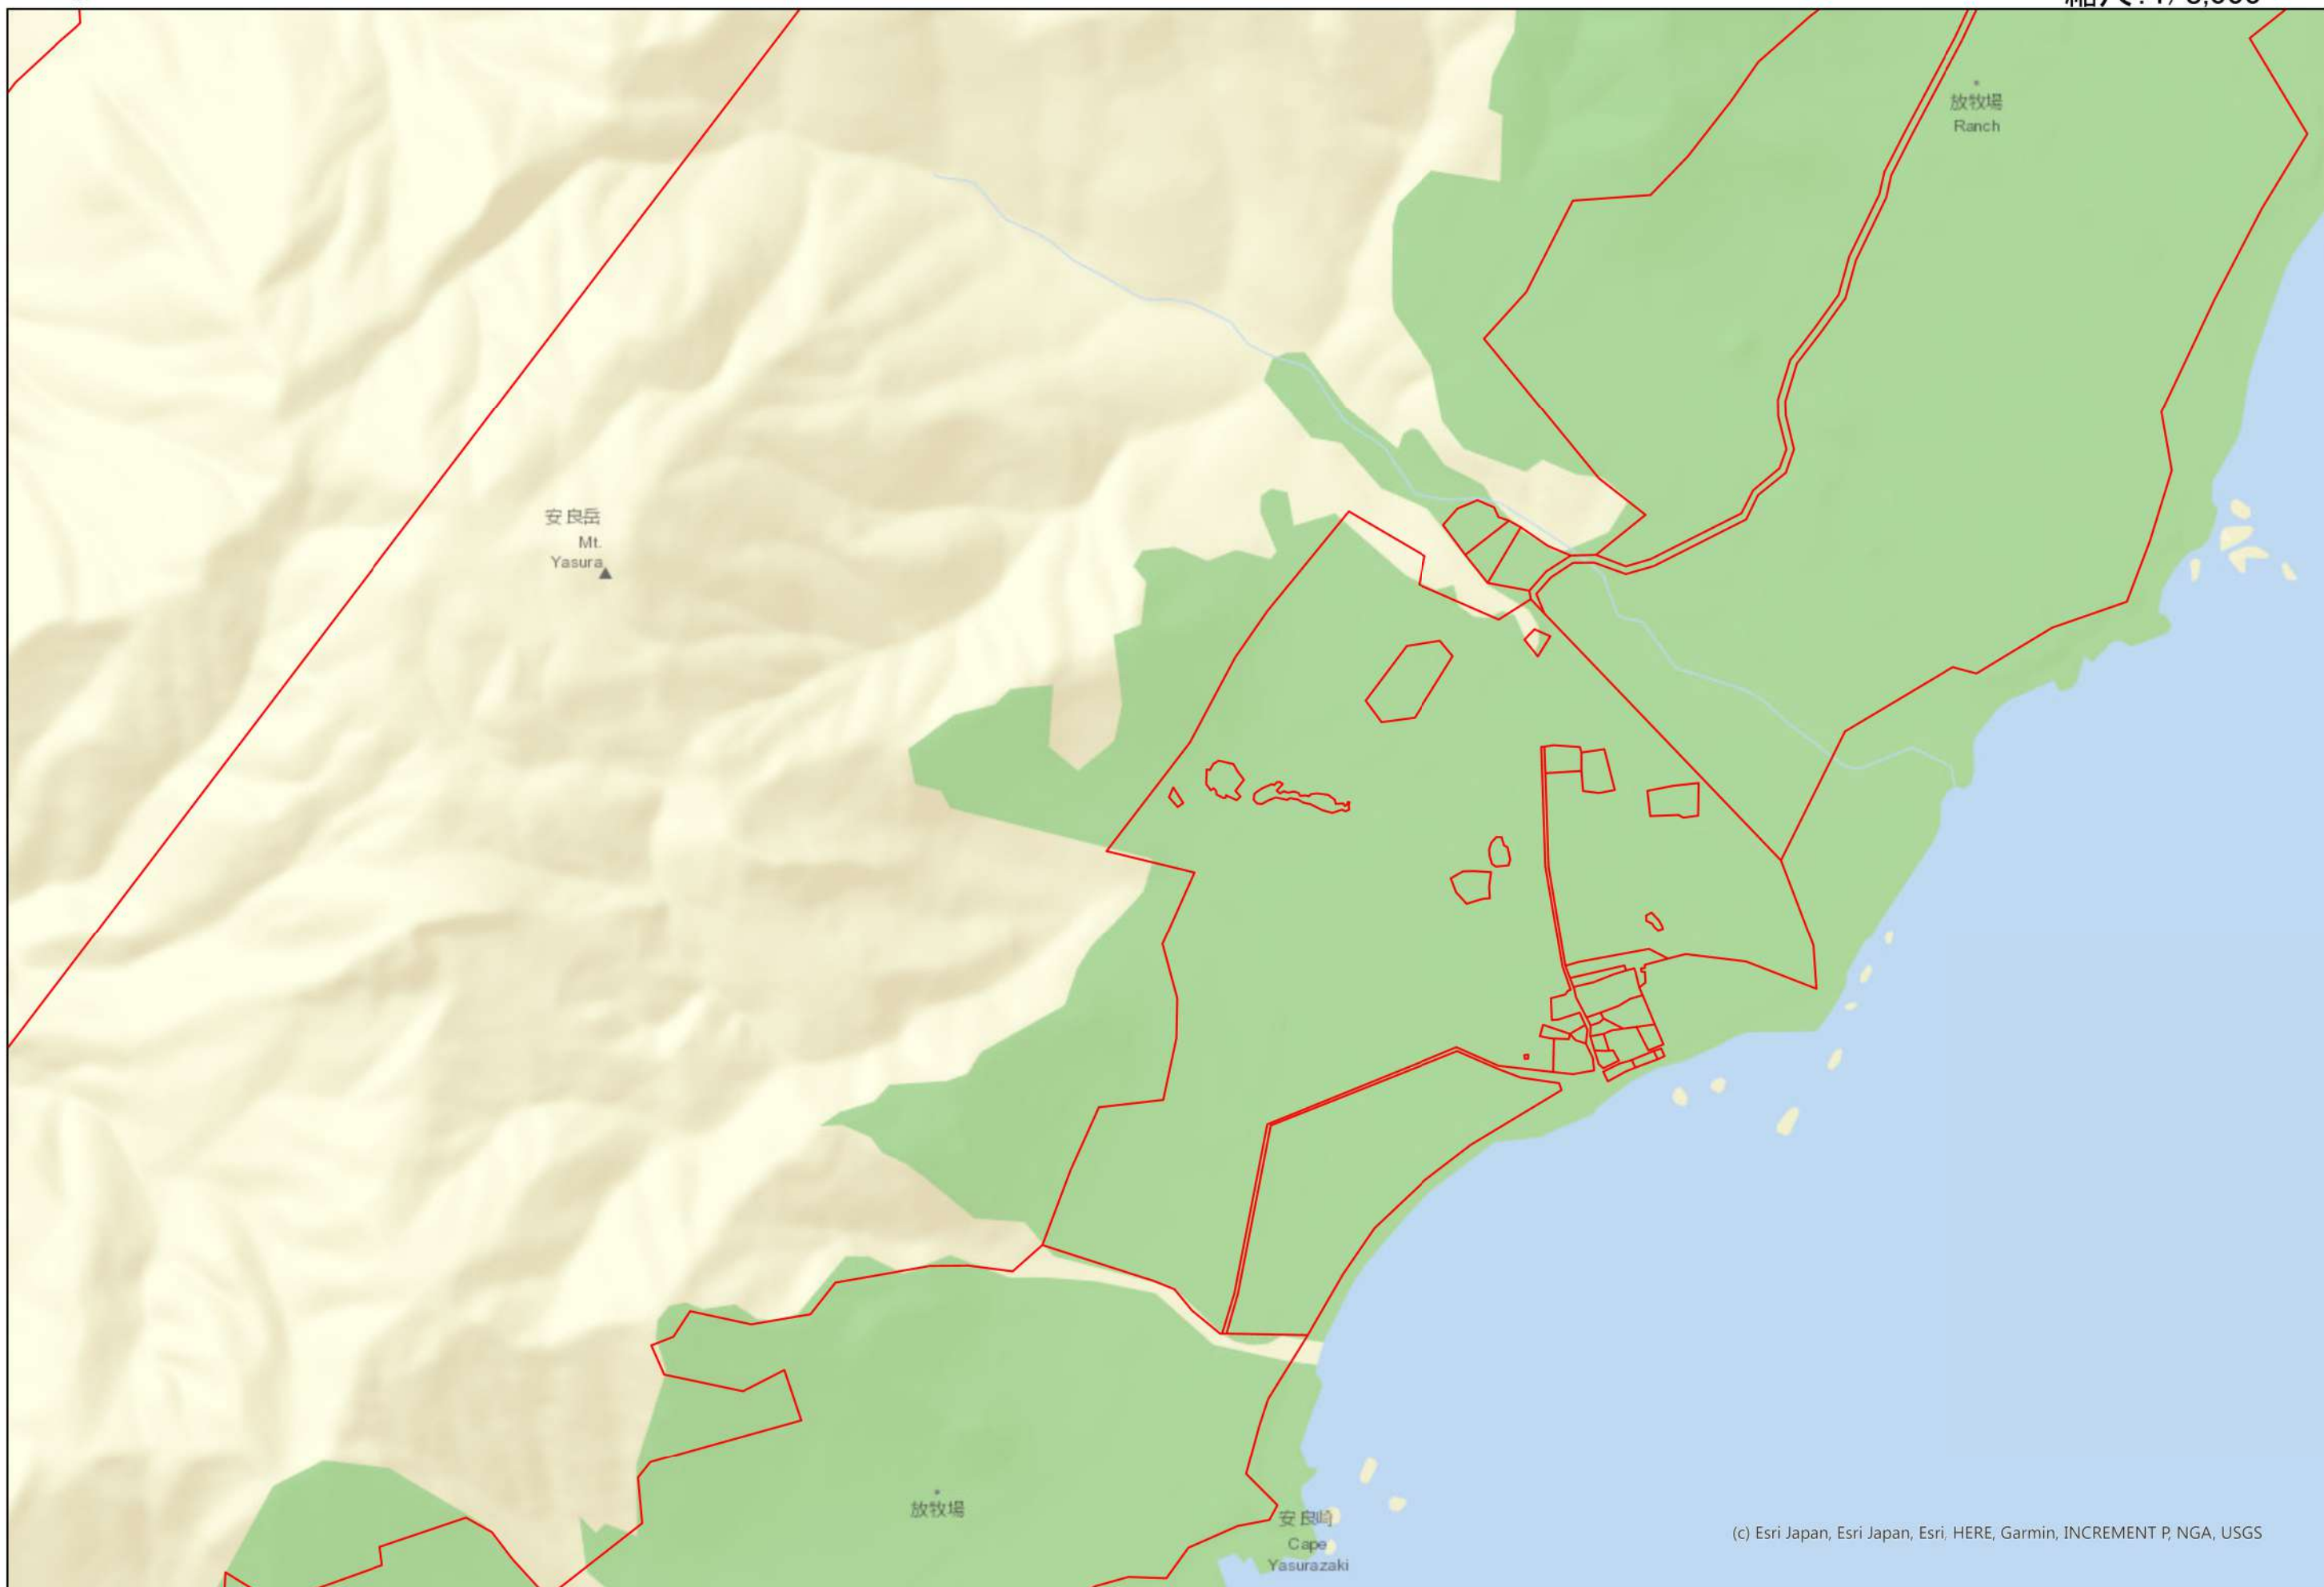 放牧場
Ranch
安良岳
Mt.
Yasura
放牧場
安良崎
Cape
Yasurazaki
(c) Esri Japan, Esri Japan, Esri, HERE, Garmin, INCREMENT P, NGA, USGS